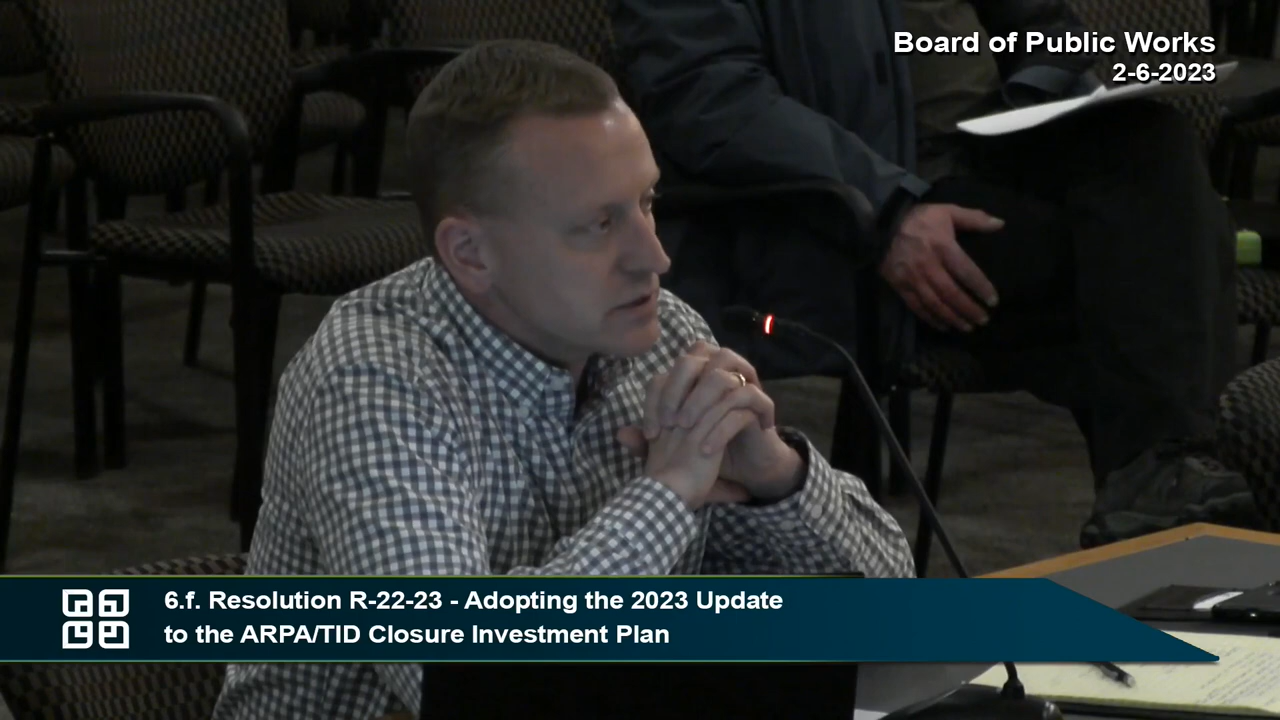 Board of Public Works
2-6-2023
6.f. Resolution R-22-23 - Adopting the 2023 Update
to the ARPA/TID Closure Investment Plan